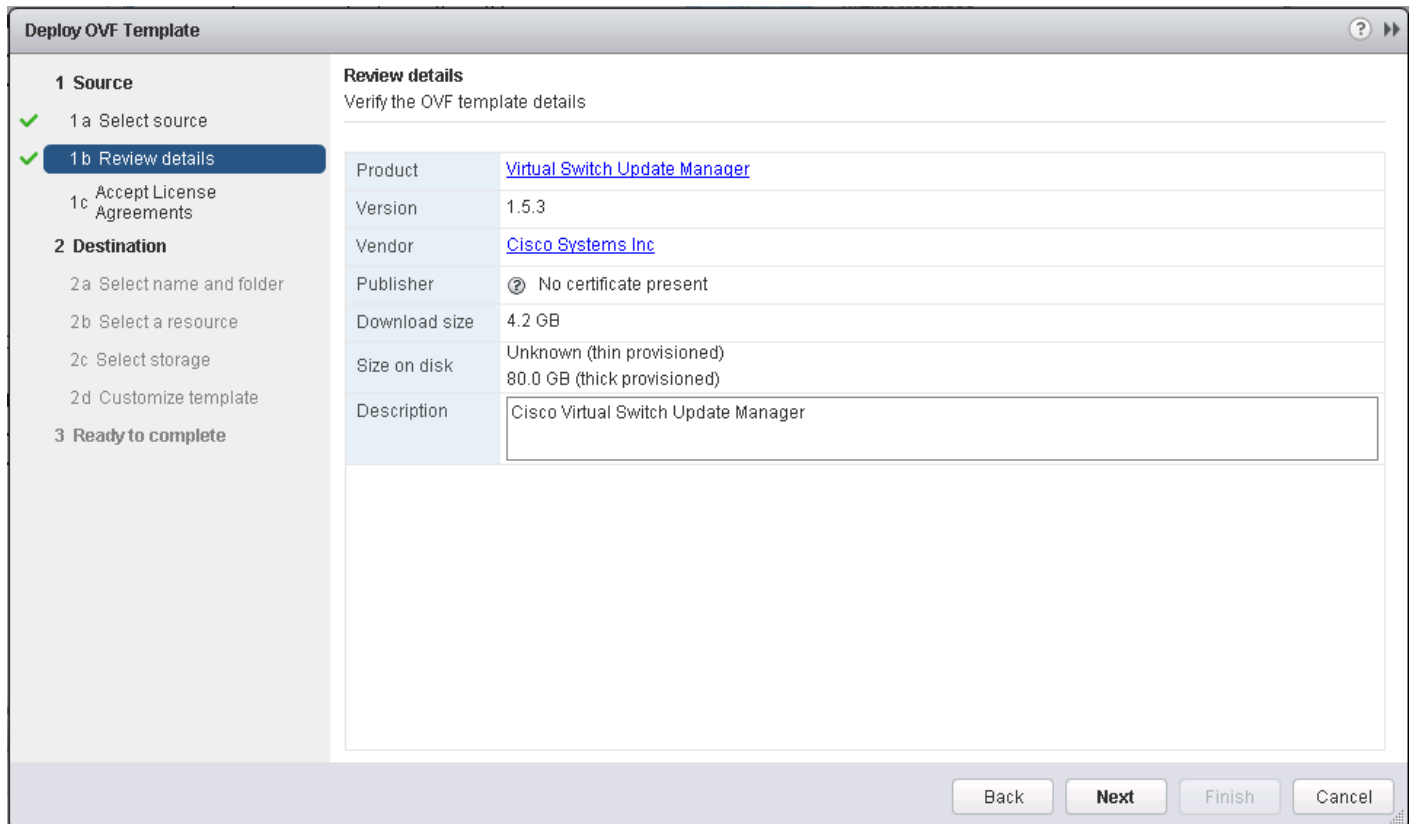 Deploy OVF Template
1 Source
1a Select source
1b Review details
1c Accept License
Agreements
2 Destination
2a Select name and folder
2b Select a resource
2c Select storage
2d Customize template
3 Ready to complete
Review details
Verify the OVF template details
Product Virtual Switch Update Manager
Version 1.5.3
Vendor Cisco Systems Inc
Publisher ? No certificate present
Download size 4.2 GB
Size on disk Unknown (thin provisioned)
80.0 GB (thick provisioned)
Description Cisco Virtual Switch Update Manager
Back Next Finish Cancel